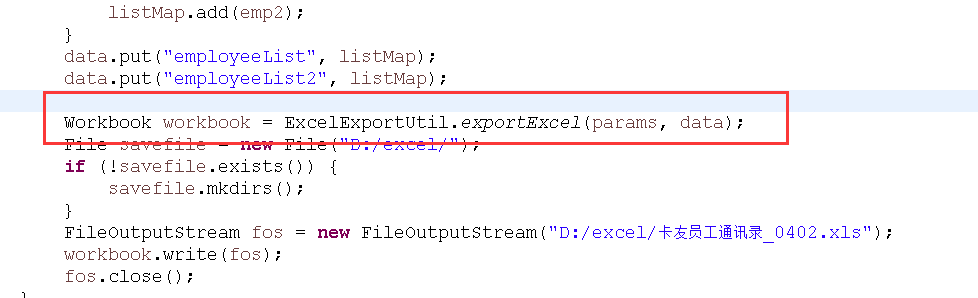 listMap.add(emp2);
}
data.put("employeeList", listMap);
data.put("employeeList2", listMap);
Workbook workbook = ExcelExportUtil.exportExcel(params, data);
File savefile = new File("D:/excel/");
if (!savefile.exists()) {
savefile.mkdirs();
}
FileOutputStream fos = new FileOutputStream("D:/excel/卡友员工通讯录_0402.xls");
workbook.write(fos);
fos.close();
}